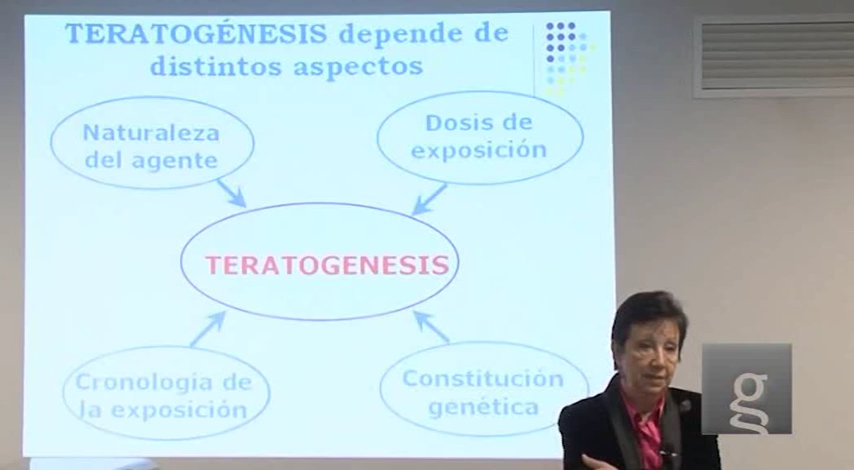 TERATOGÉNESIS depende de
distintos aspectos
Naturaleza
del agente
Dosis de
exposición
TERATOGENESIS
Cronología de
la exposición
Constitución
genética
g